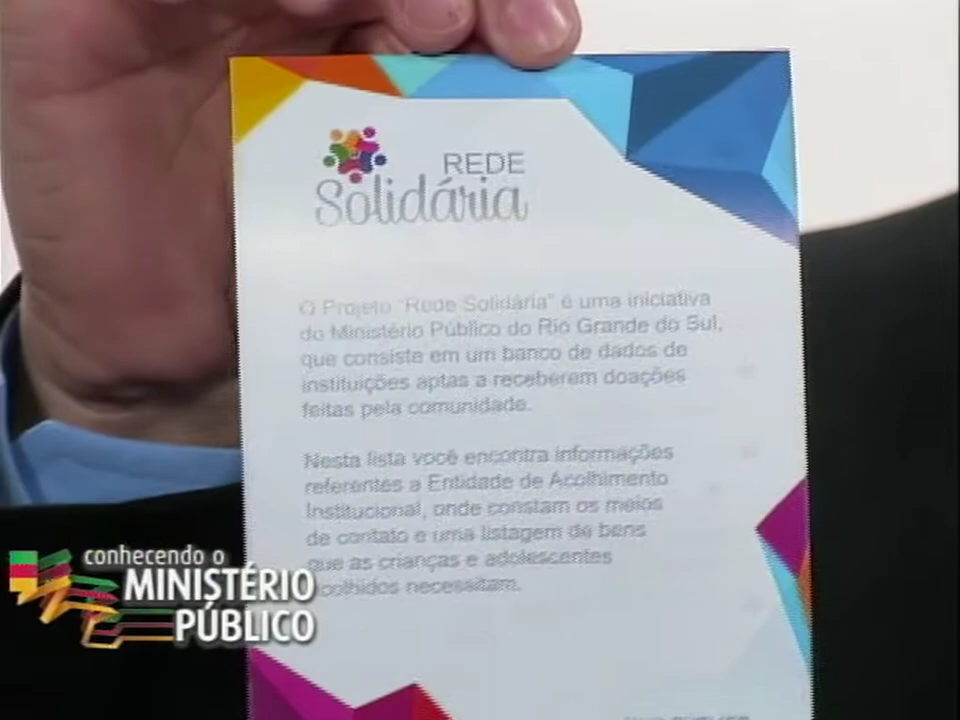 REDE
Solidária
O Projeto "Rede Solidária" é uma iniciativa
do Ministério Público do Rio Grande do Sul,
que consiste em um banco de dados de
instituições aptas a receberem doações
feitas pela comunidade.
Nesta lista você encontra informações
referentes a Entidade de Acolhimento
Institucional, onde constam os meios
de contato e uma listagem de bens
que as crianças e adolescentes
acolhidos necessitam.
conhecendo o
MINISTÉRIO
PÚBLICO